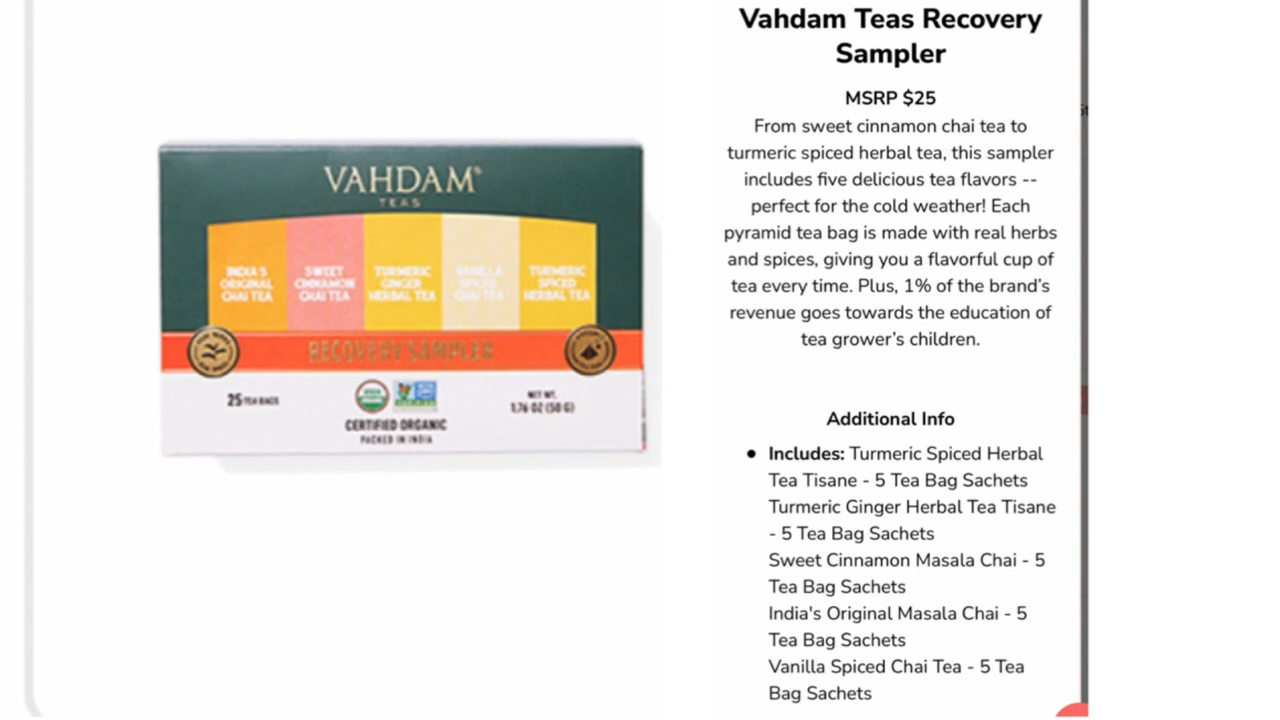 VAHDAM®
TEAS
INDIA'S
ORIGINAL
CHAI TEA
SWEET
CINNAMON
CHAI TEA
TURMERIC
GINGER
HERBAL TEA
VANILLA
SPICED
CHAI TEA
TURMERIC
SPICED
HERBAL TEA
RECOVERY SAMPLER
25 TEA BAGS
CERTIFIED ORGANIC
PACKED IN INDIA
NET WT.
1.76 OZ (50 G)
Vahdam Teas Recovery
Sampler
MSRP $25
From sweet cinnamon chai tea to
turmeric spiced herbal tea, this sampler
includes five delicious tea flavors --
perfect for the cold weather! Each
pyramid tea bag is made with real herbs
and spices, giving you a flavorful cup of
tea every time. Plus, 1% of the brand's
revenue goes towards the education of
tea grower's children.
Additional Info
● Includes: Turmeric Spiced Herbal
Tea Tisane - 5 Tea Bag Sachets
Turmeric Ginger Herbal Tea Tisane
- 5 Tea Bag Sachets
Sweet Cinnamon Masala Chai - 5
Tea Bag Sachets
India's Original Masala Chai - 5
Tea Bag Sachets
Vanilla Spiced Chai Tea - 5 Tea
Bag Sachets